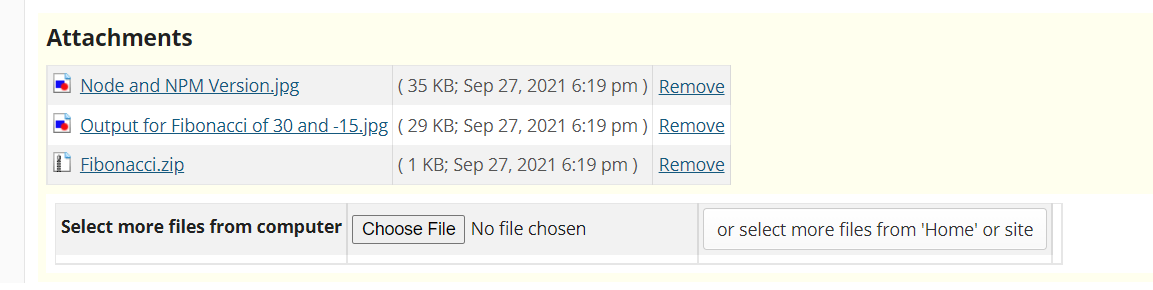 Attachments
Node and NPM Version.jpg ( 35 KB; Sep 27, 2021 6:19 pm ) Remove
Output for Fibonacci of 30 and -15.jpg ( 29 KB; Sep 27, 2021 6:19 pm ) Remove
Fibonacci.zip ( 1 KB; Sep 27, 2021 6:19 pm ) Remove
Select more files from computer Choose File No file chosen or select more files from 'Home' or site